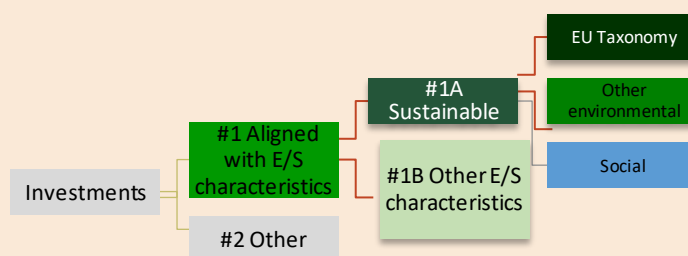 EU Taxonomy
#1A
Sustainable
Other
environmental
#1 Aligned
with E/S
characteristics
Social
#1B Other E/S
characteristics
Investments
#2 Other